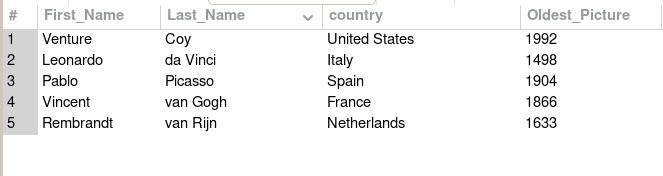 # First_Name Last_Name country Oldest_Picture
1 Venture Coy United States 1992
2 Leonardo da Vinci Italy 1498
3 Pablo Picasso Spain 1904
4 Vincent van Gogh France 1866
5 Rembrandt van Rijn Netherlands 1633